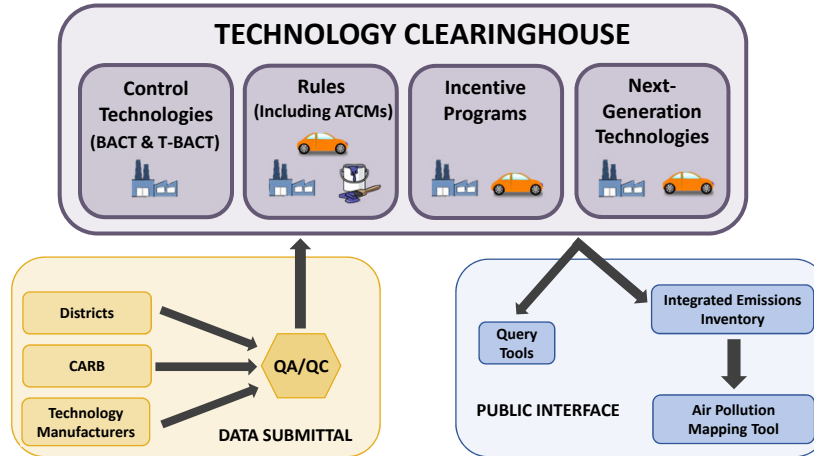 TECHNOLOGY CLEARINGHOUSE
Control
Technologies
(BACT & T-BACT)
Rules
(Including ATCMs)
Incentive
Programs
Next-
Generation
Technologies
Districts
CARB
Technology
Manufacturers
QA/QC
DATA SUBMITTAL
Query
Tools
Integrated Emissions
Inventory
PUBLIC INTERFACE
Air Pollution
Mapping Tool